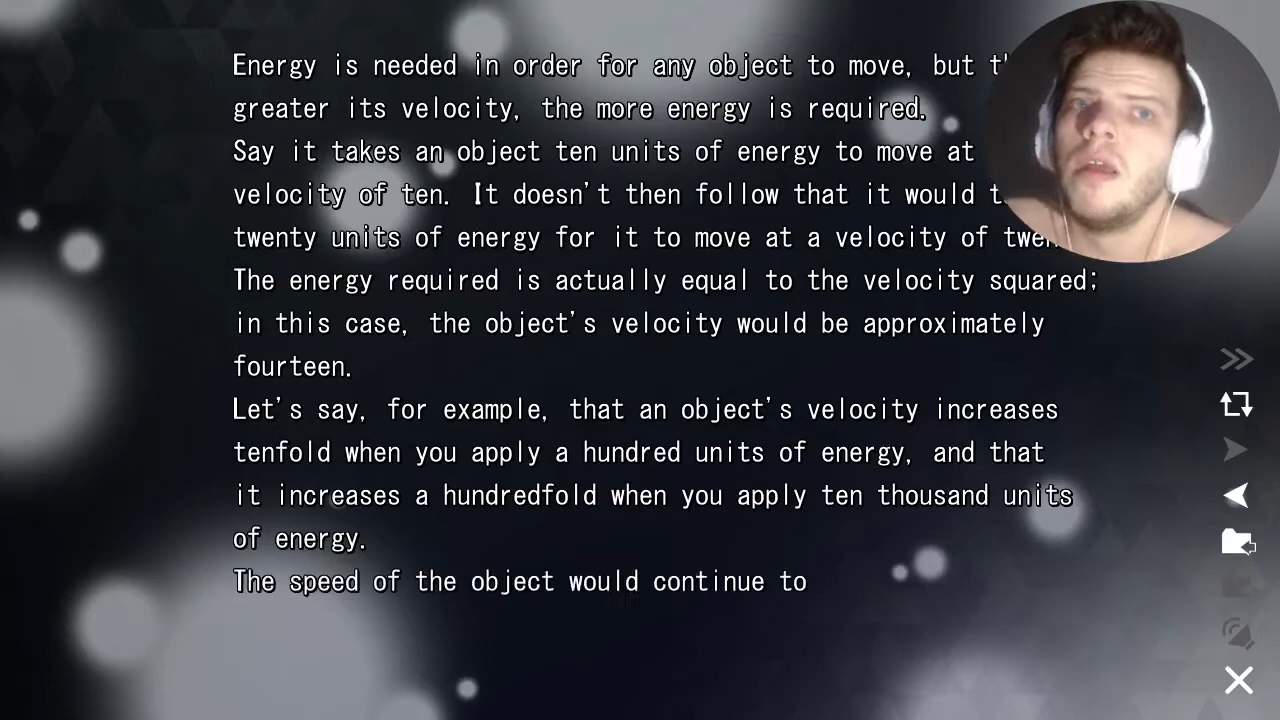 Energy is needed in order for any object to move, but
greater its velocity, the more energy is required.
Say it takes an object ten units of energy to move at
velocity of ten. It doesn't then follow that it would
twenty units of energy for it to move at a velocity of
The energy required is actually equal to the velocity squared;
in this case, the object's velocity would be approximately
fourteen.
Let's say, for example, that an object's velocity increases
tenfold when you apply a hundred units of energy, and that
it increases a hundredfold when you apply ten thousand units
of energy.
The speed of the object would continue to